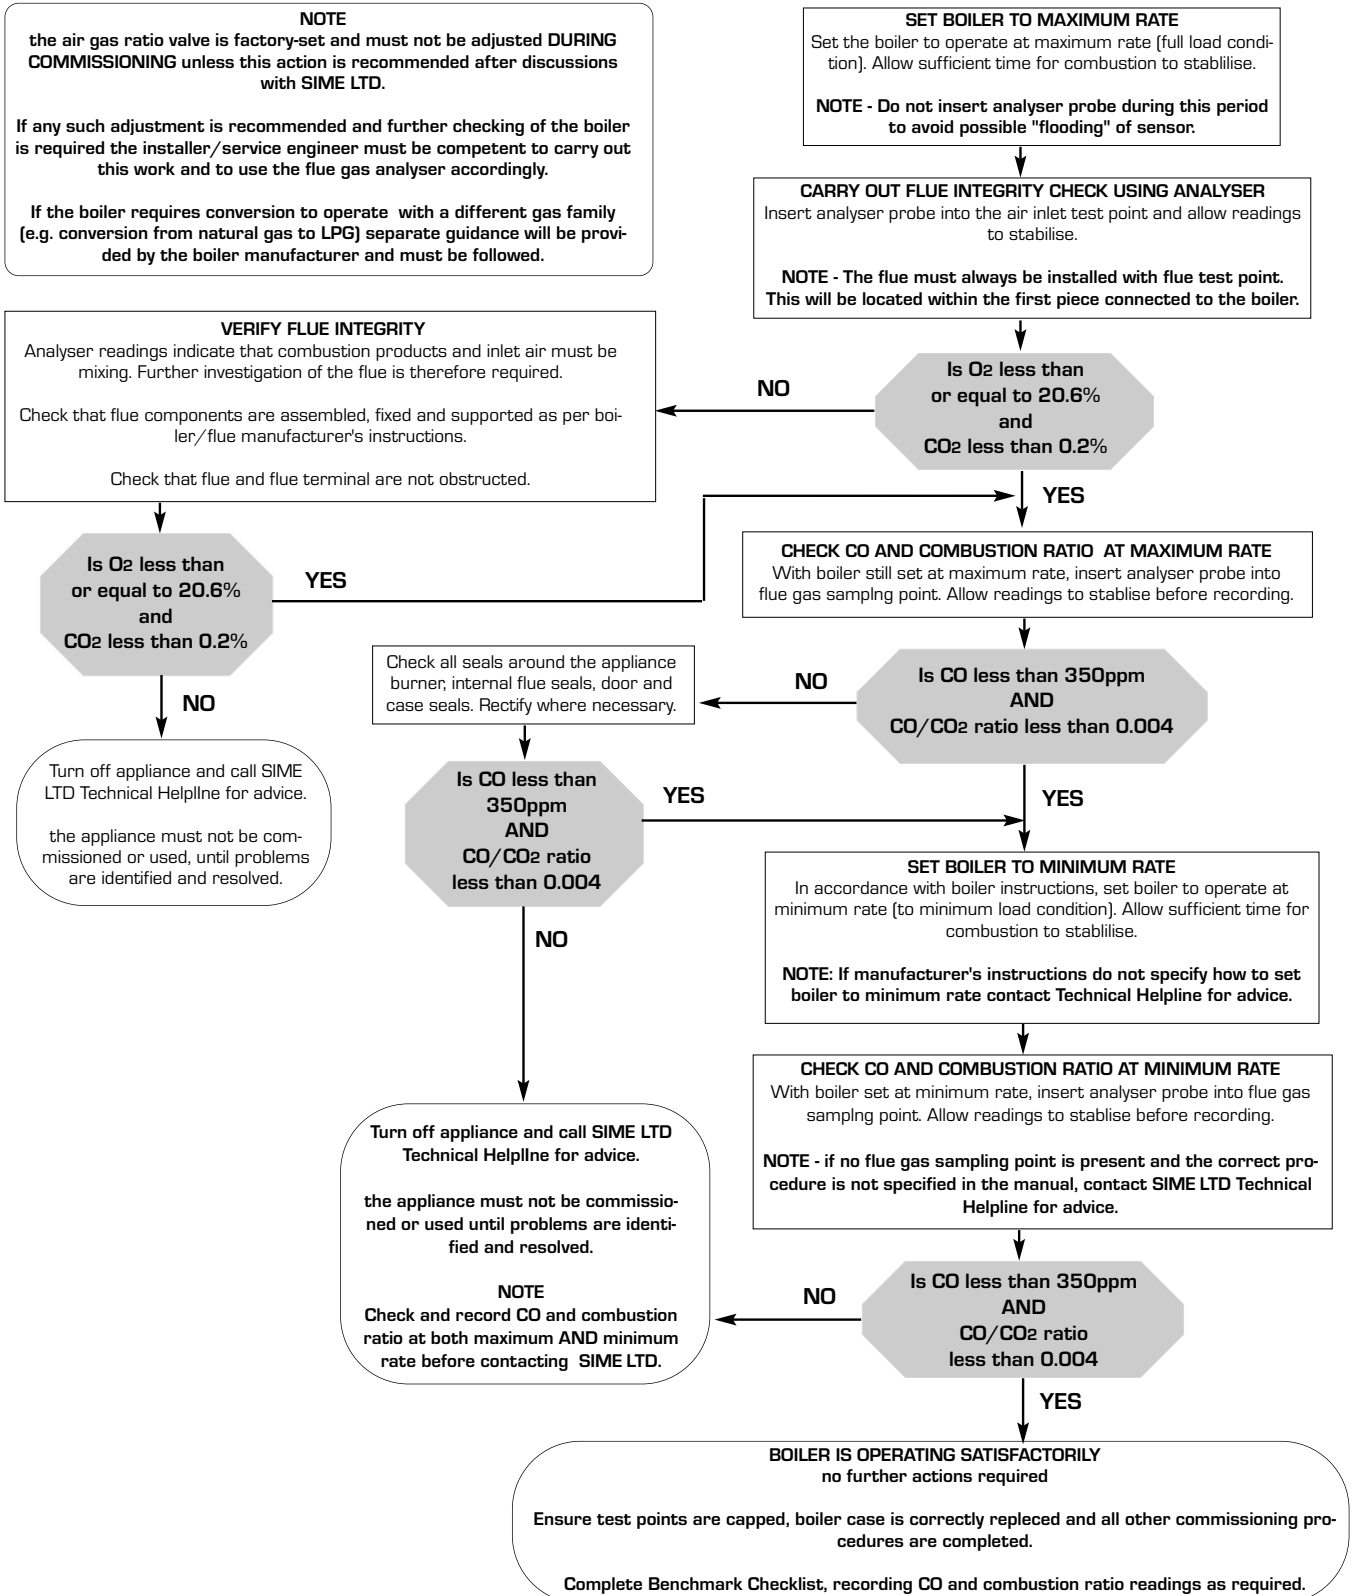 NOTE
the air gas ratio valve is factory-set and must not be adjusted DURING
COMMISSIONING unless this action is recommended after discussions
with SIME LTD.
If any such adjustment is recommended and further checking of the boiler
is required the installer/service engineer must be competent to carry out
this work and to use the flue gas analyser accordingly.
If the boiler requires conversion to operate with a different gas family
(e.g. conversion from natural gas to LPG) separate guidance will be provi-
ded by the boiler manufacturer and must be followed.
SET BOILER TO MAXIMUM RATE
Set the boiler to operate at maximum rate (full load condi-
tion). Allow sufficient time for combustion to stablilise.
NOTE - Do not insert analyser probe during this period
to avoid possible "flooding" of sensor.
CARRY OUT FLUE INTEGRITY CHECK USING ANALYSER
Insert analyser probe into the air inlet test point and allow readings
to stabilise.
NOTE - The flue must always be installed with flue test point.
This will be located within the first piece connected to the boiler.
Is O2 less than
or equal to 20.6%
and
CO2 less than 0.2%
NO
YES
VERIFY FLUE INTEGRITY
Analyser readings indicate that combustion products and inlet air must be
mixing. Further investigation of the flue is therefore required.
Check that flue components are assembled, fixed and supported as per boi-
ler/flue manufacturer's instructions.
Check that flue and flue terminal are not obstructed.
Is O2 less than
or equal to 20.6%
and
CO2 less than 0.2%
YES
NO
Turn off appliance and call SIME
LTD Technical HelplIne for advice.
the appliance must not be com-
missioned or used, until problems
are identified and resolved.
CHECK CO AND COMBUSTION RATIO AT MAXIMUM RATE
With boiler still set at maximum rate, insert analyser probe into
flue gas samplng point. Allow readings to stablise before recording.
Is CO less than 350ppm
AND
CO/CO2 ratio less than 0.004
NO
YES
Check all seals around the appliance
burner, internal flue seals, door and
case seals. Rectify where necessary.
Is CO less than
350ppm
AND
CO/CO2 ratio
less than 0.004
YES
NO
SET BOILER TO MINIMUM RATE
In accordance with boiler instructions, set boiler to operate at
minimum rate (to minimum load condition). Allow sufficient time for
combustion to stablilise.
NOTE: If manufacturer's instructions do not specify how to set
boiler to minimum rate contact Technical Helpline for advice.
CHECK CO AND COMBUSTION RATIO AT MINIMUM RATE
With boiler set at minimum rate, insert analyser probe into flue gas
samplng point. Allow readings to stablise before recording.
NOTE - if no flue gas sampling point is present and the correct pro-
cedure is not specified in the manual, contact SIME LTD Technical
Helpline for advice.
Is CO less than 350ppm
AND
CO/CO2 ratio
less than 0.004
NO
YES
Turn off appliance and call SIME LTD
Technical HelplIne for advice.
the appliance must not be commissio-
ned or used until problems are identi-
fied and resolved.
NOTE
Check and record CO and combustion
ratio at both maximum AND minimum
rate before contacting SIME LTD.
BOILER IS OPERATING SATISFACTORILY
no further actions required
Ensure test points are capped, boiler case is correctly repleced and all other commissioning pro-
cedures are completed.
Complete Benchmark Checklist, recording CO and combustion ratio readings as required.